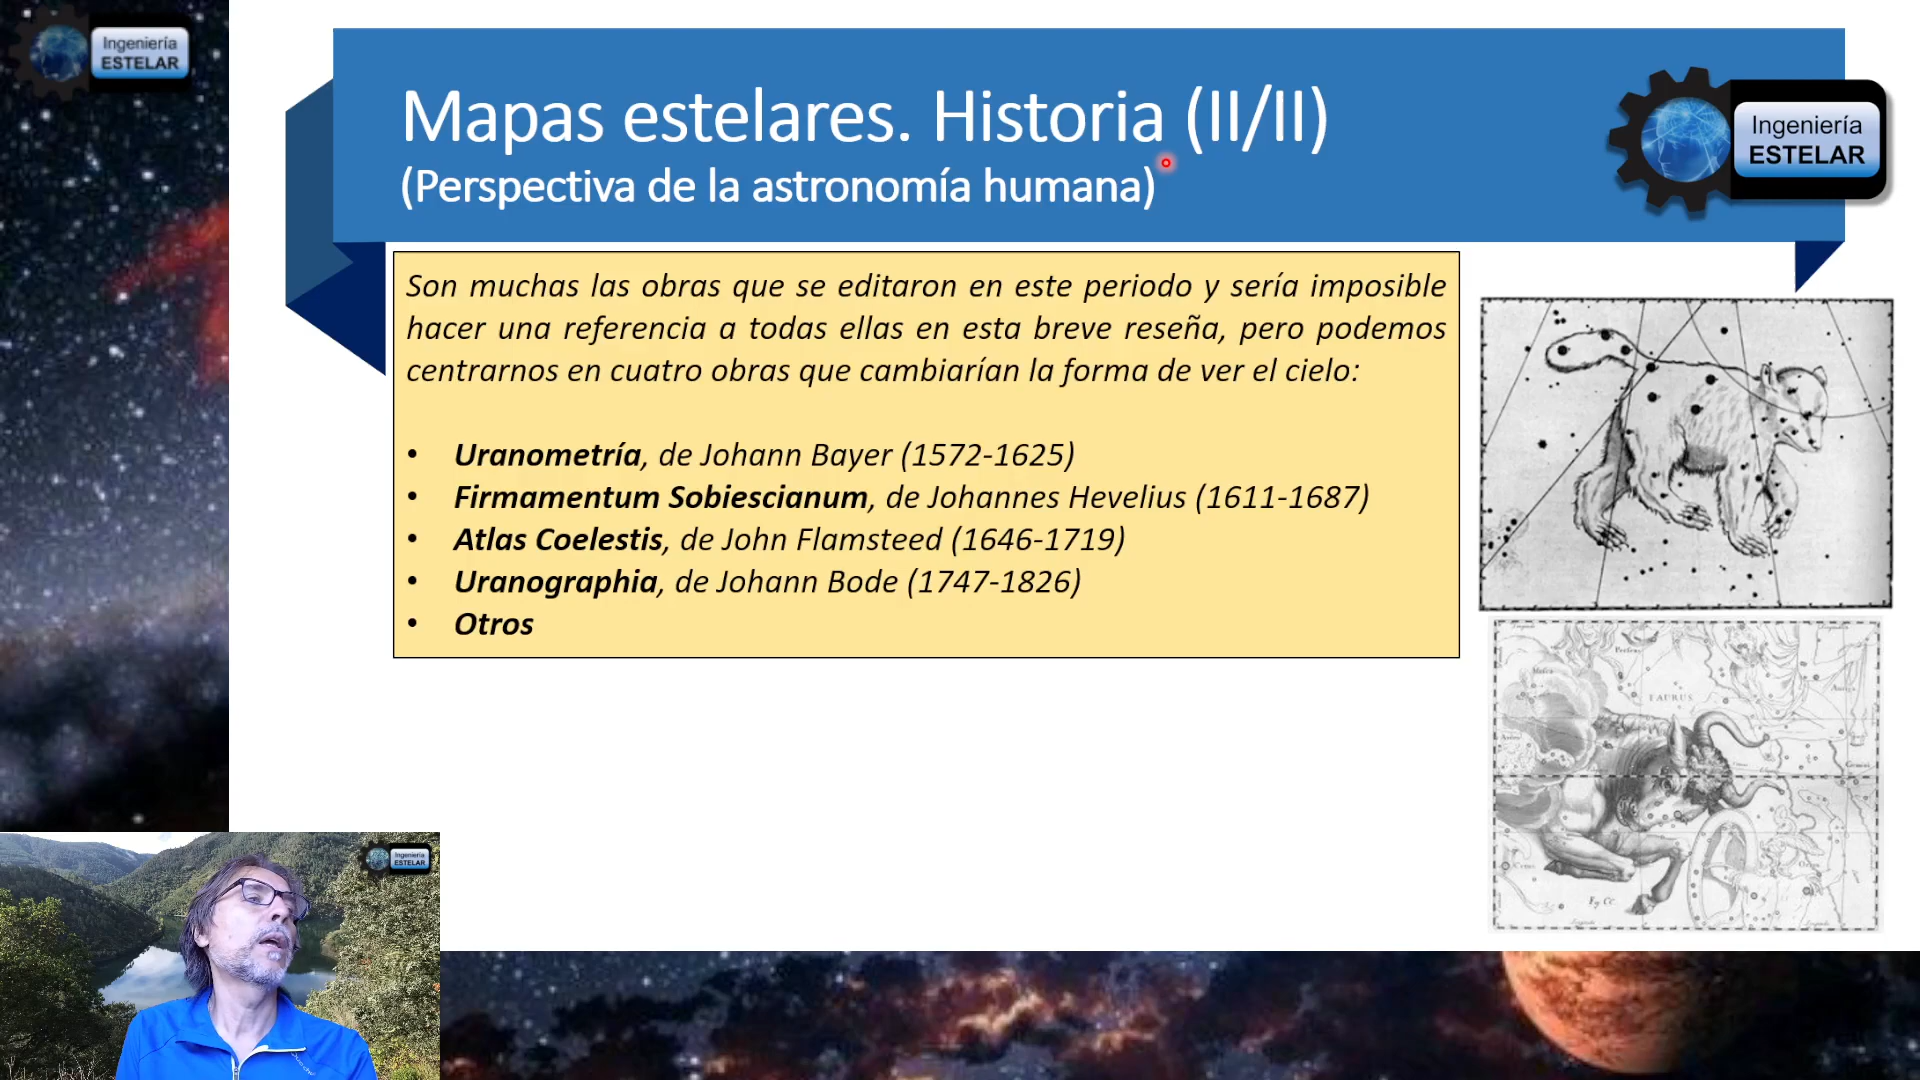 Ingeniería
ESTELAR
Mapas estelares. Historia (II/II)
(Perspectiva de la astronomía humana)
Ingeniería
ESTELAR
Son muchas las obras que se editaron en este periodo y sería imposible
hacer una referencia a todas ellas en esta breve reseña, pero podemos
centrarnos en cuatro obras que cambiarían la forma de ver el cielo:
• Uranometría, de Johann Bayer (1572-1625)
• Firmamentum Sobiescianum, de Johannes Hevelius (1611-1687)
• Atlas Coelestis, de John Flamsteed (1646-1719)
• Uranographia, de Johann Bode (1747-1826)
• Otros
TAURUS
Ingeniería
ESTELAR